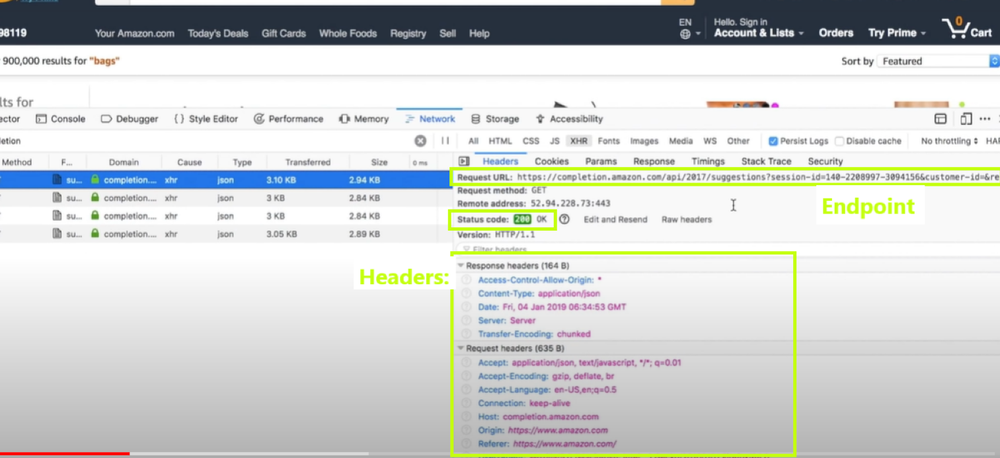 98119
Your Amazon.com Today's Deals Gift Cards Whole Foods Registry Sell Help
EN
Hello. Sign in
Account & Lists
Orders
Try Prime
0
Cart
900,000 results for "bags"
Sort by Featured
lts for
ector Console Debugger { } Style Editor Performance Memory Network Storage Accessibility
letion
All HTML CSS JS XHR Fonts Images Media WS Other Persist Logs Disable cache No throttling HAR
Method F... Domain Cause Type Transferred Size 0 ms
Headers Cookies Params Response Timings Stack Trace Security
su... completion.... xhr json 3.10 KB 2.94 KB
su... completion.... xhr json 3 KB 2.84 KB
su... completion.... xhr json 3 KB 2.84 KB
su... completion.... xhr json 3.05 KB 2.89 KB
Request URL: https://completion.amazon.com/api/2017/suggestions?session-id=140-2208997-3094156&customer-id=&re
Request method: GET
Remote address: 52.94.228.73:443
Endpoint
Status code: 200 OK Edit and Resend Raw headers
Version: HTTP/1.1
Filter headers
Headers:
Response headers (164 B)
Access-Control-Allow-Origin: *
Content-Type: application/json
Date: Fri, 04 Jan 2019 06:34:53 GMT
Server: Server
Transfer-Encoding: chunked
Request headers (635 B)
Accept: application/json, text/javascript, */*; q=0.01
Accept-Encoding: gzip, deflate, br
Accept-Language: en-US,en;q=0.5
Connection: keep-alive
Host: completion.amazon.com
Origin: https://www.amazon.com
Referer: https://www.amazon.com/